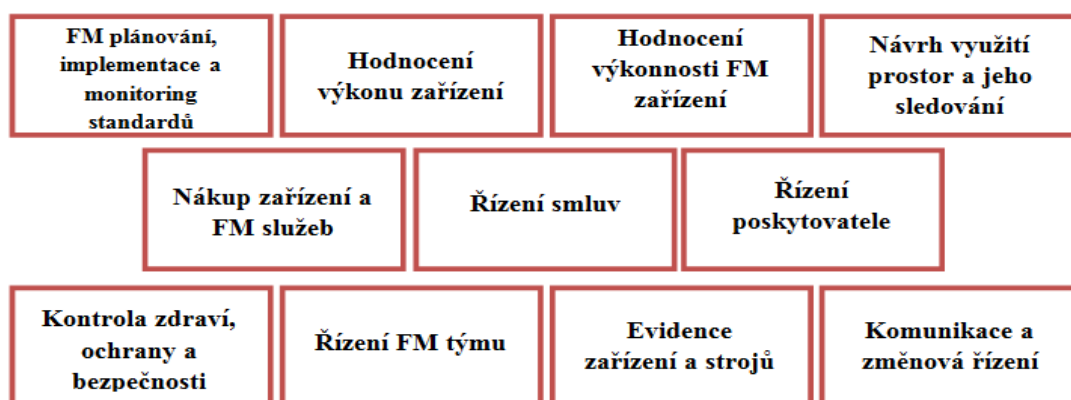 FM plánování,
implementace a
monitoring
standardů
Hodnocení
výkonu zařízení
Hodnocení
výkonnosti FM
zařízení
Návrh využití
prostor a jeho
sledování
Nákup zařízení a
FM služeb
Řízení smluv
Řízení
poskytovatele
Kontrola zdraví,
ochrany a
bezpečnosti
Řízení FM týmu
Evidence
zařízení a strojů
Komunikace a
změnová řízení